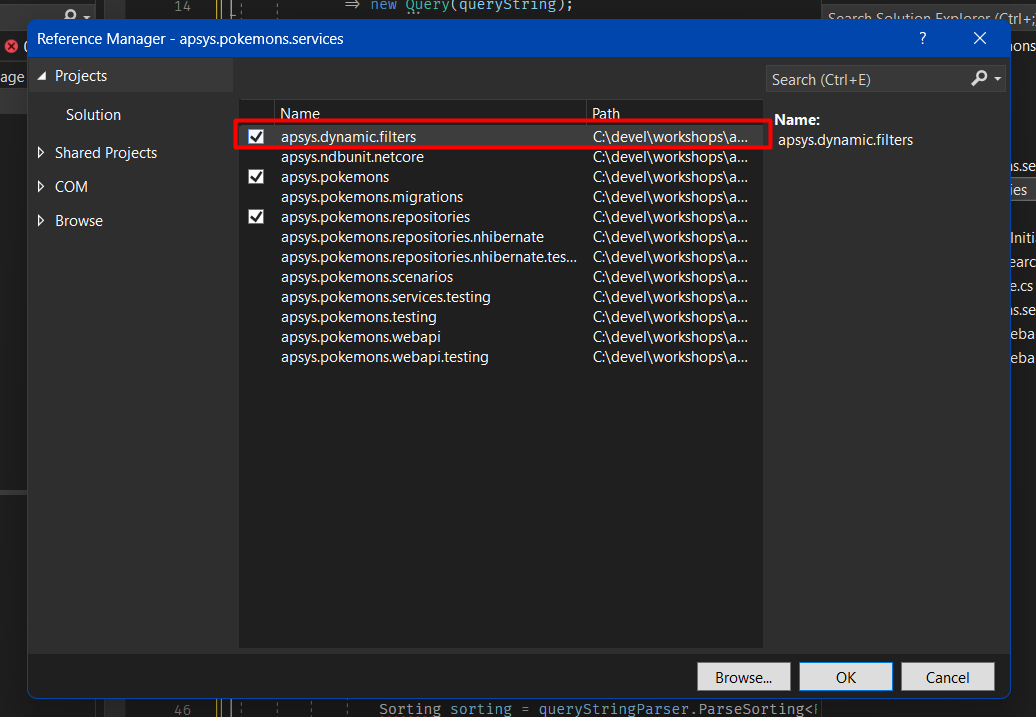 14 => new Query(queryString);
Search Solution Explorer (Ctrl+;
Reference Manager - apsys.pokemons.services ?
age
Projects
Search (Ctrl+E)
Solution
Shared Projects
COM
Browse
Name Path
apsys.dynamic.filters C:\devel\workshops\a...
apsys.ndbunit.netcore C:\devel\workshops\a...
apsys.pokemons C:\devel\workshops\a...
apsys.pokemons.migrations C:\devel\workshops\a...
apsys.pokemons.repositories C:\devel\workshops\a...
apsys.pokemons.repositories.nhibernate C:\devel\workshops\a...
apsys.pokemons.repositories.nhibernate.tes... C:\devel\workshops\a...
apsys.pokemons.scenarios C:\devel\workshops\a...
apsys.pokemons.services.testing C:\devel\workshops\a...
apsys.pokemons.testing C:\devel\workshops\a...
apsys.pokemons.webapi C:\devel\workshops\a...
apsys.pokemons.webapi.testing C:\devel\workshops\a...
Name:
apsys.dynamic.filters
ons
s.se
ies
Initi
earc
e.cs
s.se
eba
eba
Browse... OK Cancel
46 Sorting sorting = queryStringParser.ParseSorting<